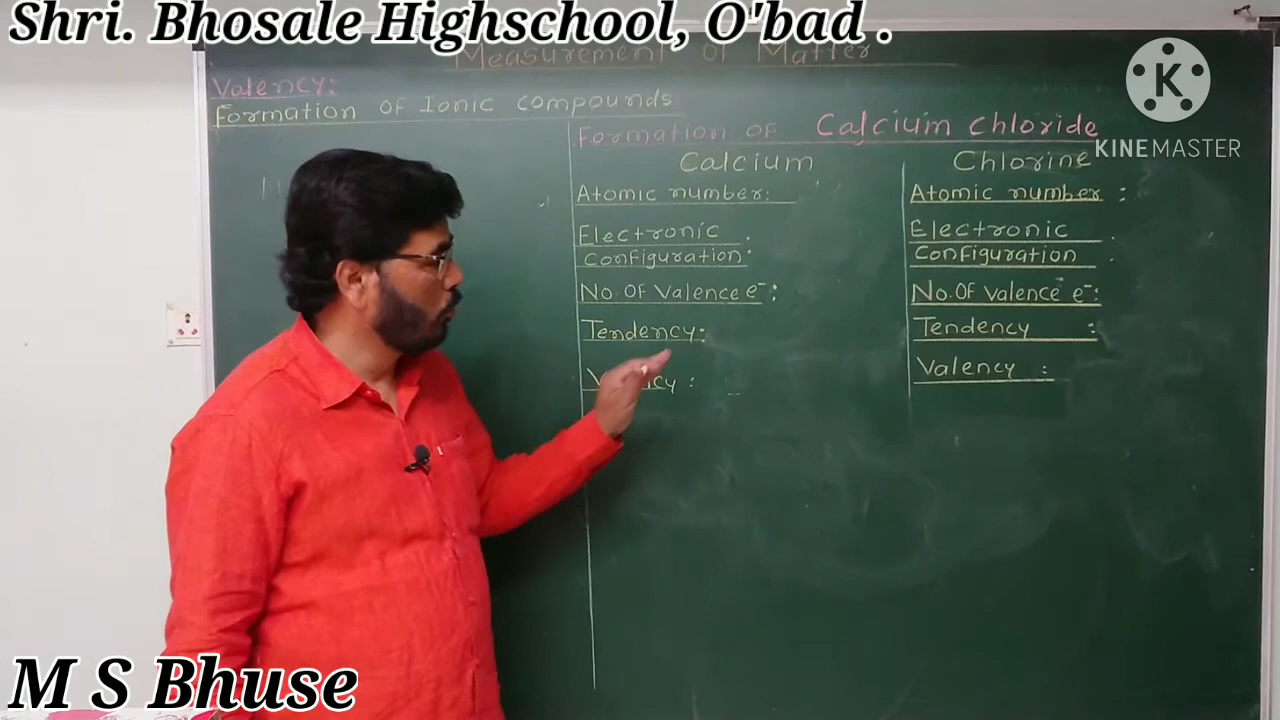 Shri. Bhosale Highschool, O'bad .
Measurement of Matter
Valency:
Formation of Ionic compounds
Formation of Calcium chloride
Calcium
Atomic number:
Electronic
configuration:
No. of valence e⁻:
Tendency:
:
Chlorine
Atomic number :
Electronic
configuration :
No. of valence e⁻:
Tendency :
Valency :
K
KINEMASTER
M S Bhuse